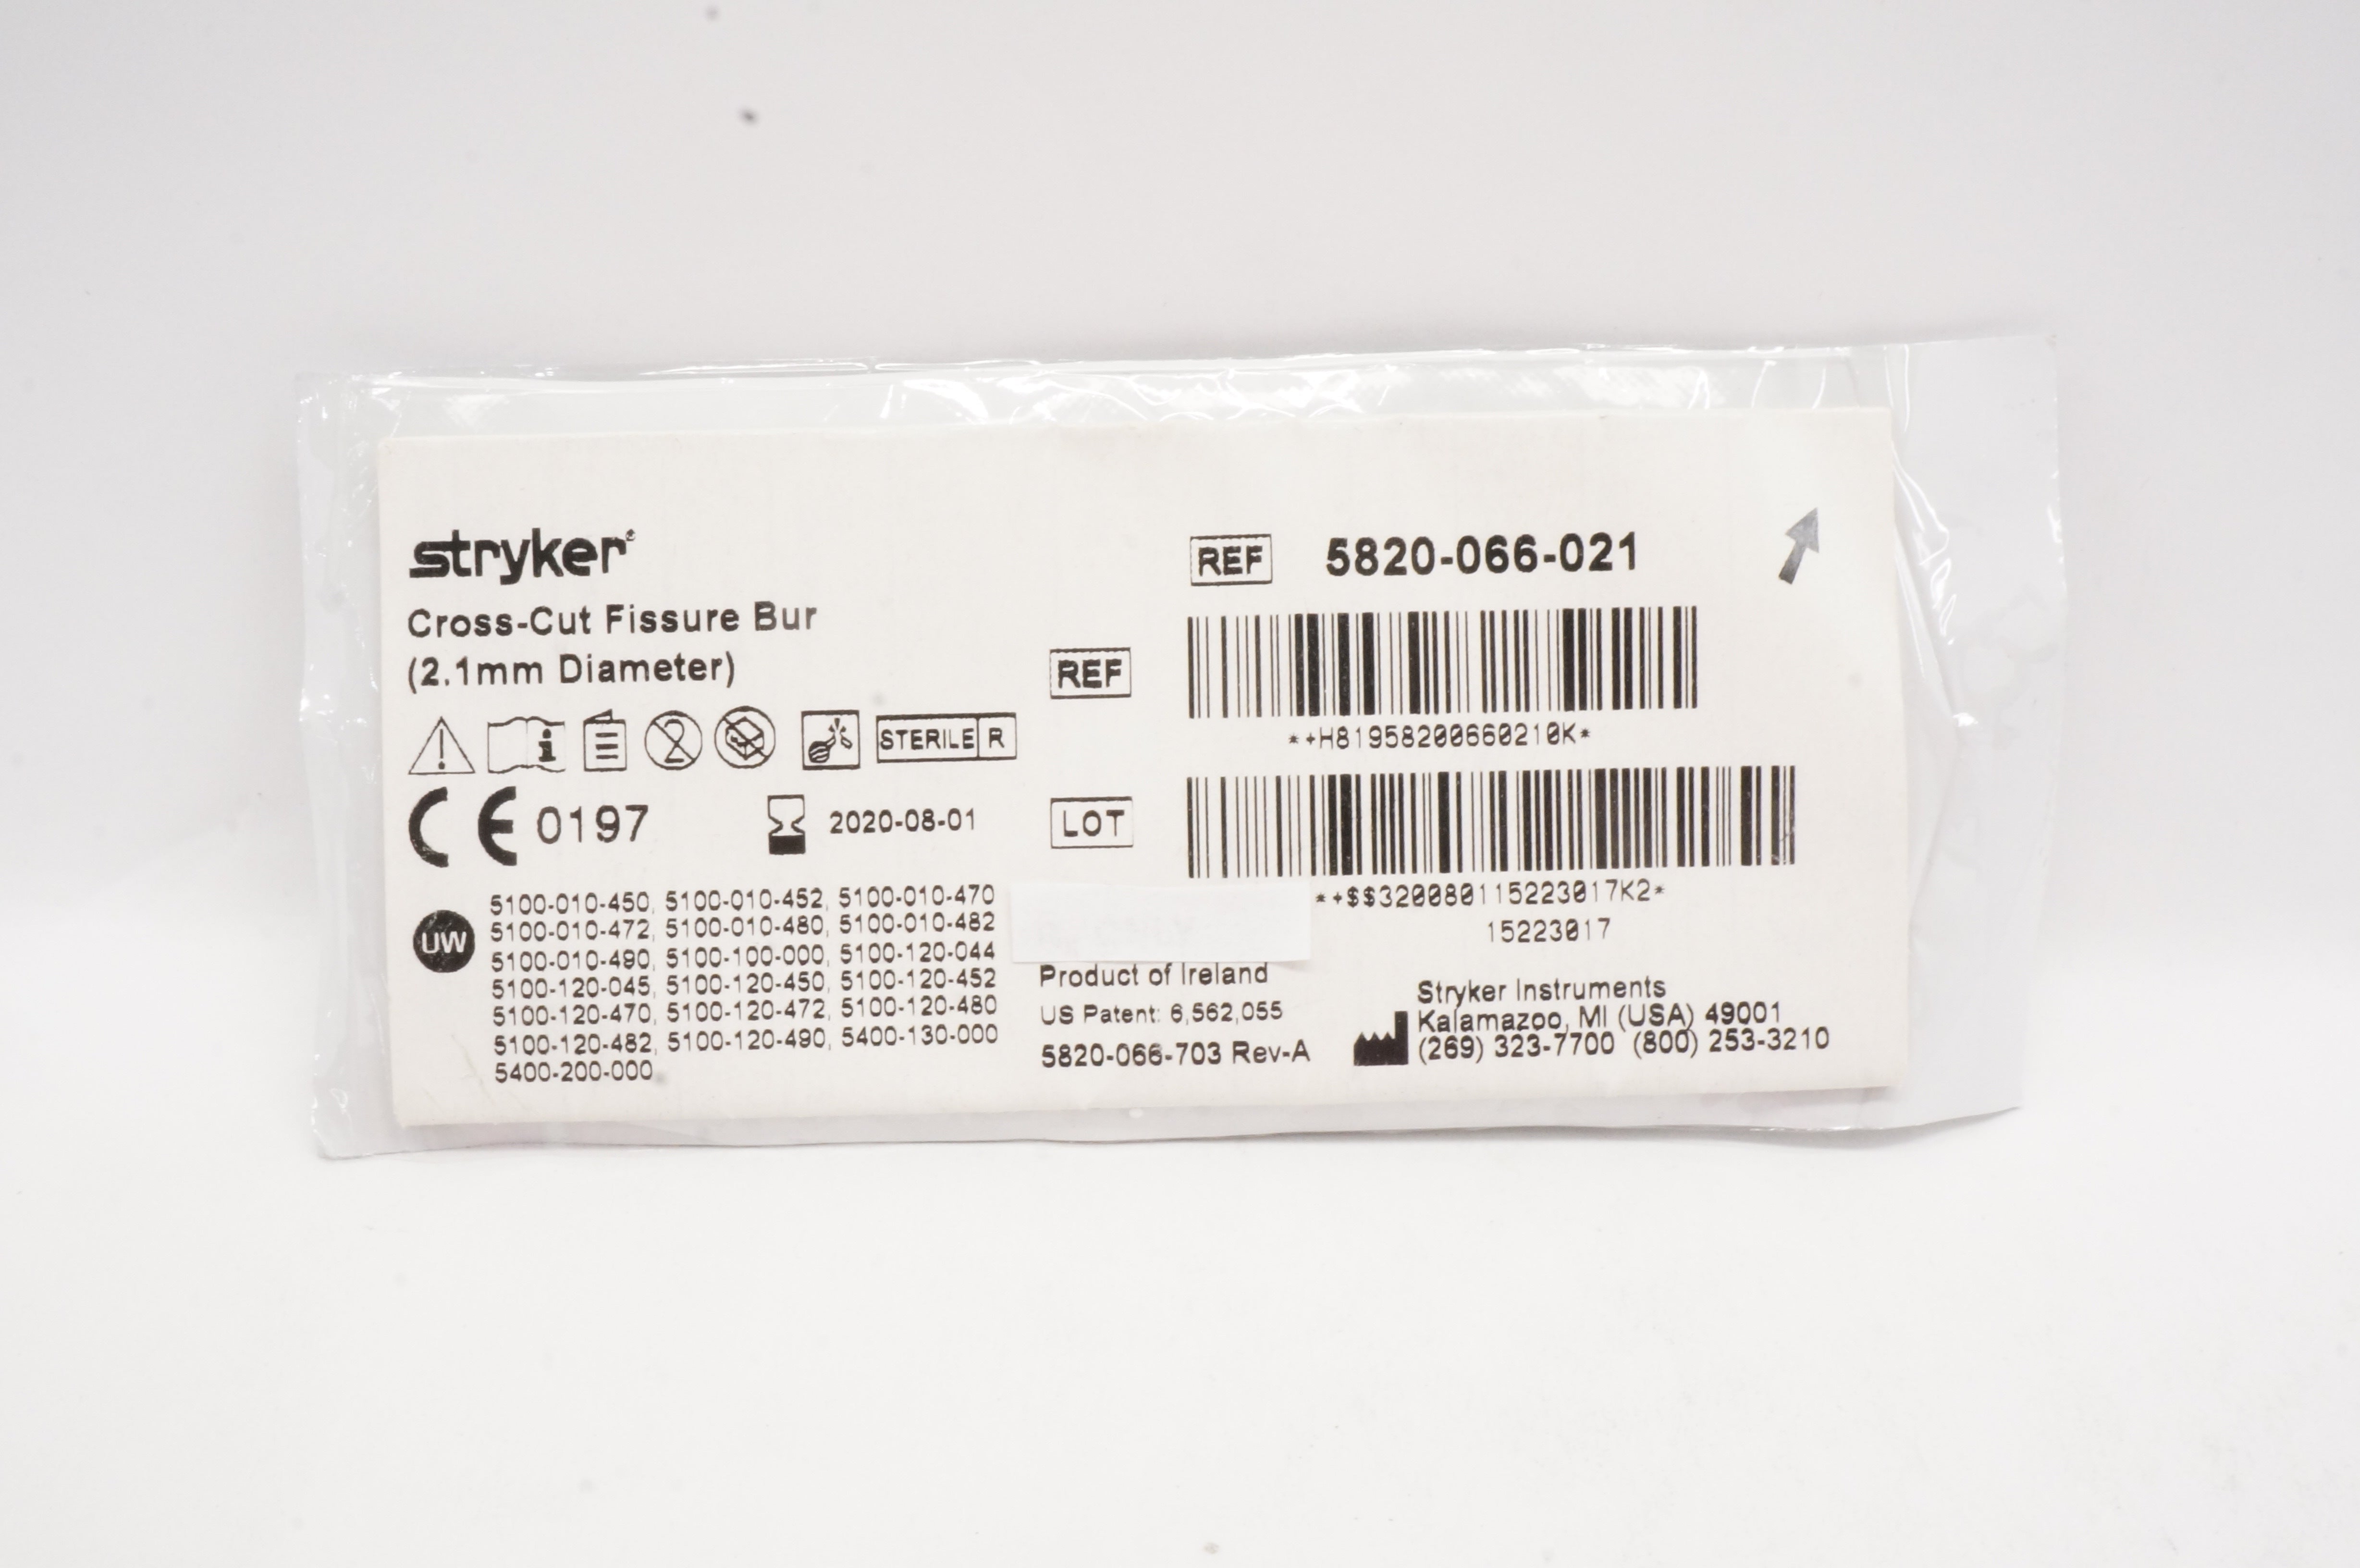 stryker®
Cross-Cut Fissure Bur
(2.1mm Diameter)
STERILE R
CE 0197
2020-08-01
UW
5100-010-450, 5100-010-452, 5100-010-470
5100-010-472, 5100-010-480, 5100-010-482
5100-010-490, 5100-100-000, 5100-120-044
5100-120-045, 5100-120-450, 5100-120-452
5100-120-470, 5100-120-472, 5100-120-480
5100-120-482, 5100-120-490, 5400-130-000
5400-200-000
REF 5820-066-021
REF
*+H81958200660210K*
LOT
*+$$320080115223017K2*
15223017
Product of Ireland
US Patent: 6,562,055
5820-066-703 Rev-A
Stryker Instruments
Kalamazoo, MI (USA) 49001
(269) 323-7700 (800) 253-3210